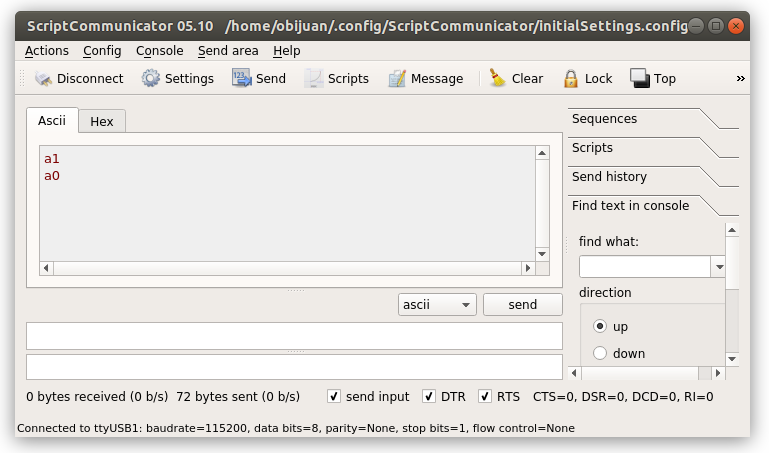 ScriptCommunicator 05.10 /home/obijuan/.config/ScriptCommunicator/initialSettings.config
Actions Config Console Send area Help
Disconnect Settings Send Scripts Message Clear Lock Top »
Ascii Hex
a1
a0
Sequences
Scripts
Send history
Find text in console
find what:
direction
up
down
ascii send
0 bytes received (0 b/s) 72 bytes sent (0 b/s) send input DTR RTS CTS=0, DSR=0, DCD=0, RI=0
Connected to ttyUSB1: baudrate=115200, data bits=8, parity=None, stop bits=1, flow control=None